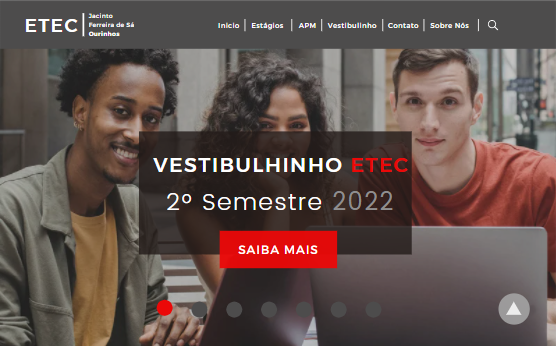 ETEC
Jacinto
Ferreira de Sá
Ourinhos
Início | Estágios | APM | Vestibulinho | Contato | Sobre Nós |
VESTIBULHINHO ETEC
2º Semestre 2022
SAIBA MAIS